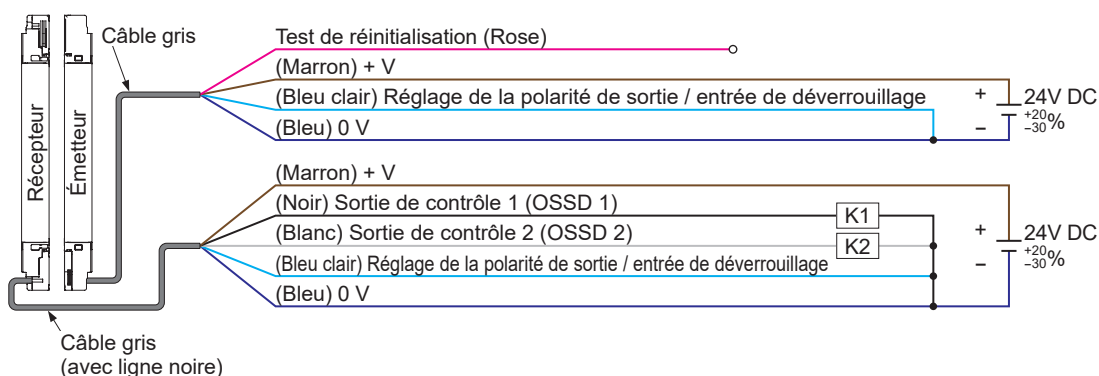 Câble gris
Récepteur
Émetteur
Test de réinitialisation (Rose)
(Marron) + V
(Bleu clair) Réglage de la polarité de sortie / entrée de déverrouillage
(Bleu) 0 V
+
24V DC
+20
−30%
−
(Marron) + V
(Noir) Sortie de contrôle 1 (OSSD 1)
K1
(Blanc) Sortie de contrôle 2 (OSSD 2)
K2
(Bleu clair) Réglage de la polarité de sortie / entrée de déverrouillage
(Bleu) 0 V
+
24V DC
+20
−30%
−
Câble gris
(avec ligne noire)